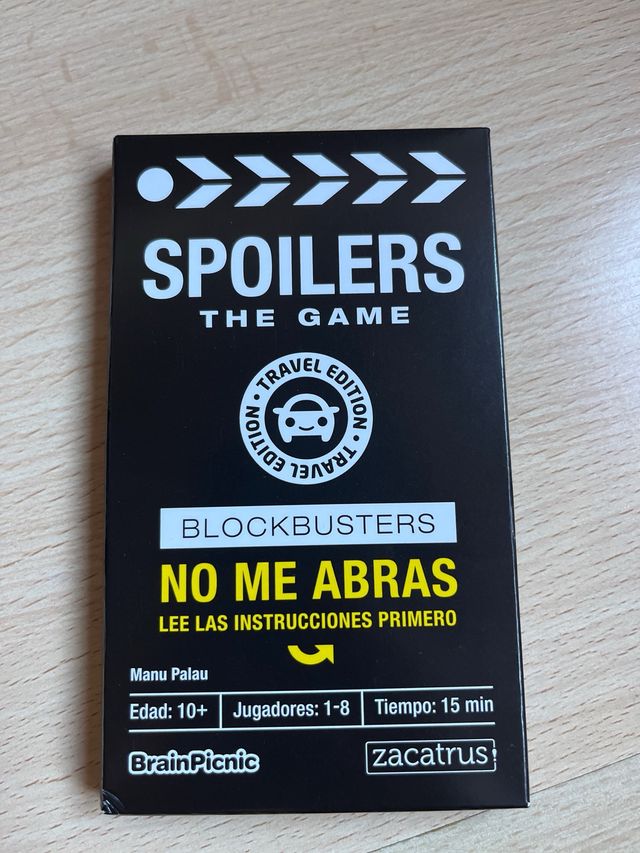 SPOILERS
THE GAME
TRAVEL EDITION • TRAVEL EDITION •
BLOCKBUSTERS
NO ME ABRAS
LEE LAS INSTRUCCIONES PRIMERO
Manu Palau
Edad: 10+ Jugadores: 1-8 Tiempo: 15 min
BrainPicnic zacatrus!